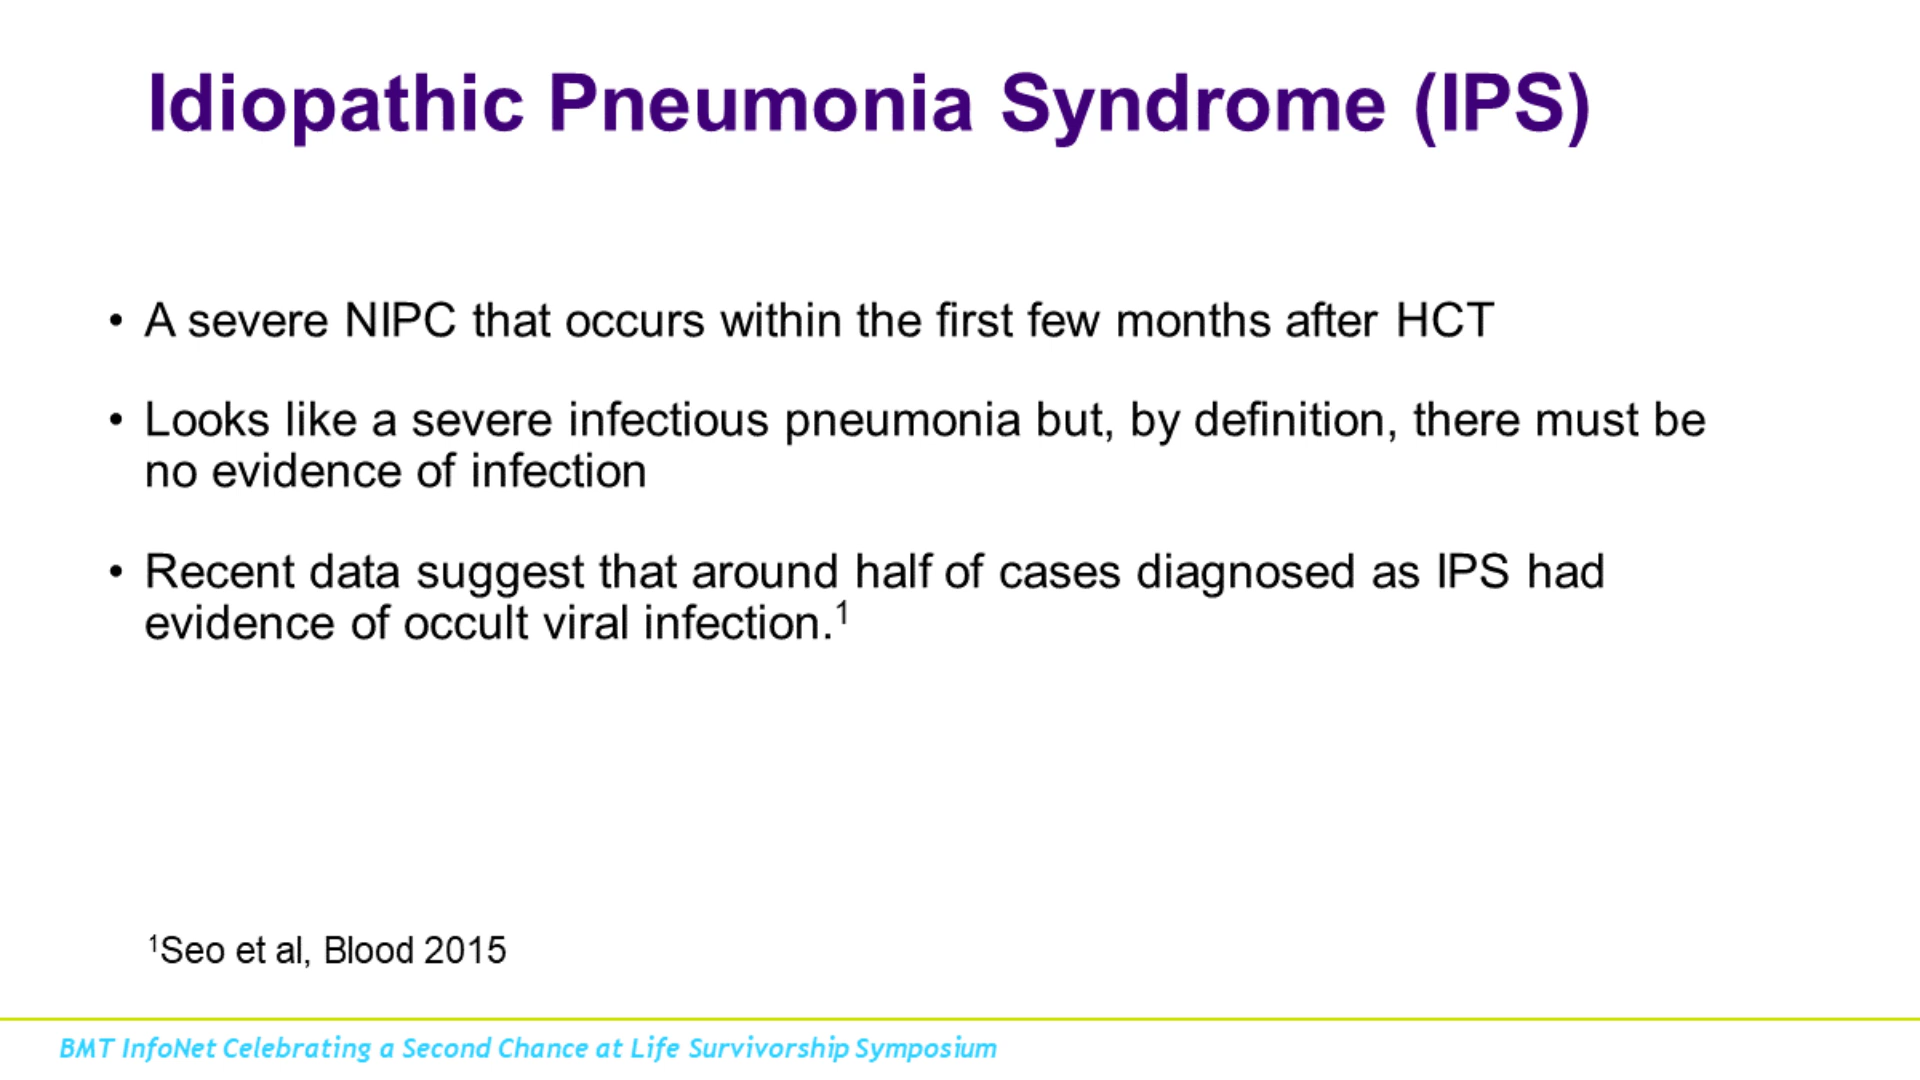 Idiopathic Pneumonia Syndrome (IPS)
• A severe NIPC that occurs within the first few months after HCT
• Looks like a severe infectious pneumonia but, by definition, there must be
no evidence of infection
• Recent data suggest that around half of cases diagnosed as IPS had
evidence of occult viral infection.¹
¹Seo et al, Blood 2015
BMT InfoNet Celebrating a Second Chance at Life Survivorship Symposium